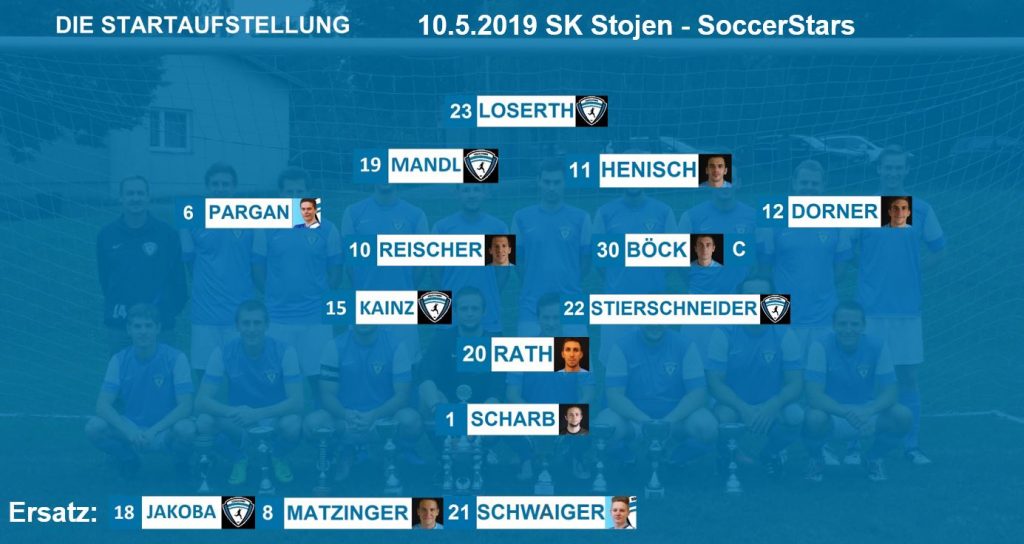 DIE STARTAUFSTELLUNG 10.5.2019 SK Stojen - SoccerStars
23 LOSERTH
19 MANDL 11 HENISCH
6 PARGAN 12 DORNER
10 REISCHER 30 BÖCK C
15 KAINZ 22 STIERSCHNEIDER
20 RATH
1 SCHARB
Ersatz: 18 JAKOBA 8 MATZINGER 21 SCHWAIGER